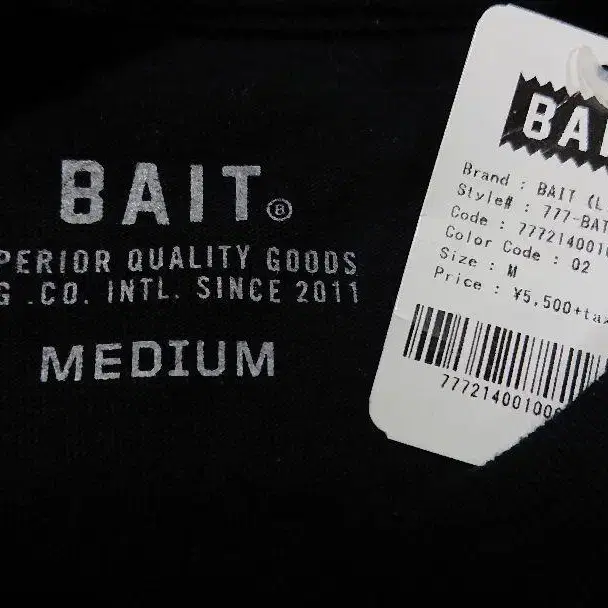 BAIT®
PERIOR QUALITY GOODS
G .CO. INTL. SINCE 2011
MEDIUM
BAI
Brand : BAIT (L
Style# : 777-BAT
Code : 777214001
Color Code : 02
Size : M
Price : ¥5,500+tax
77721400100